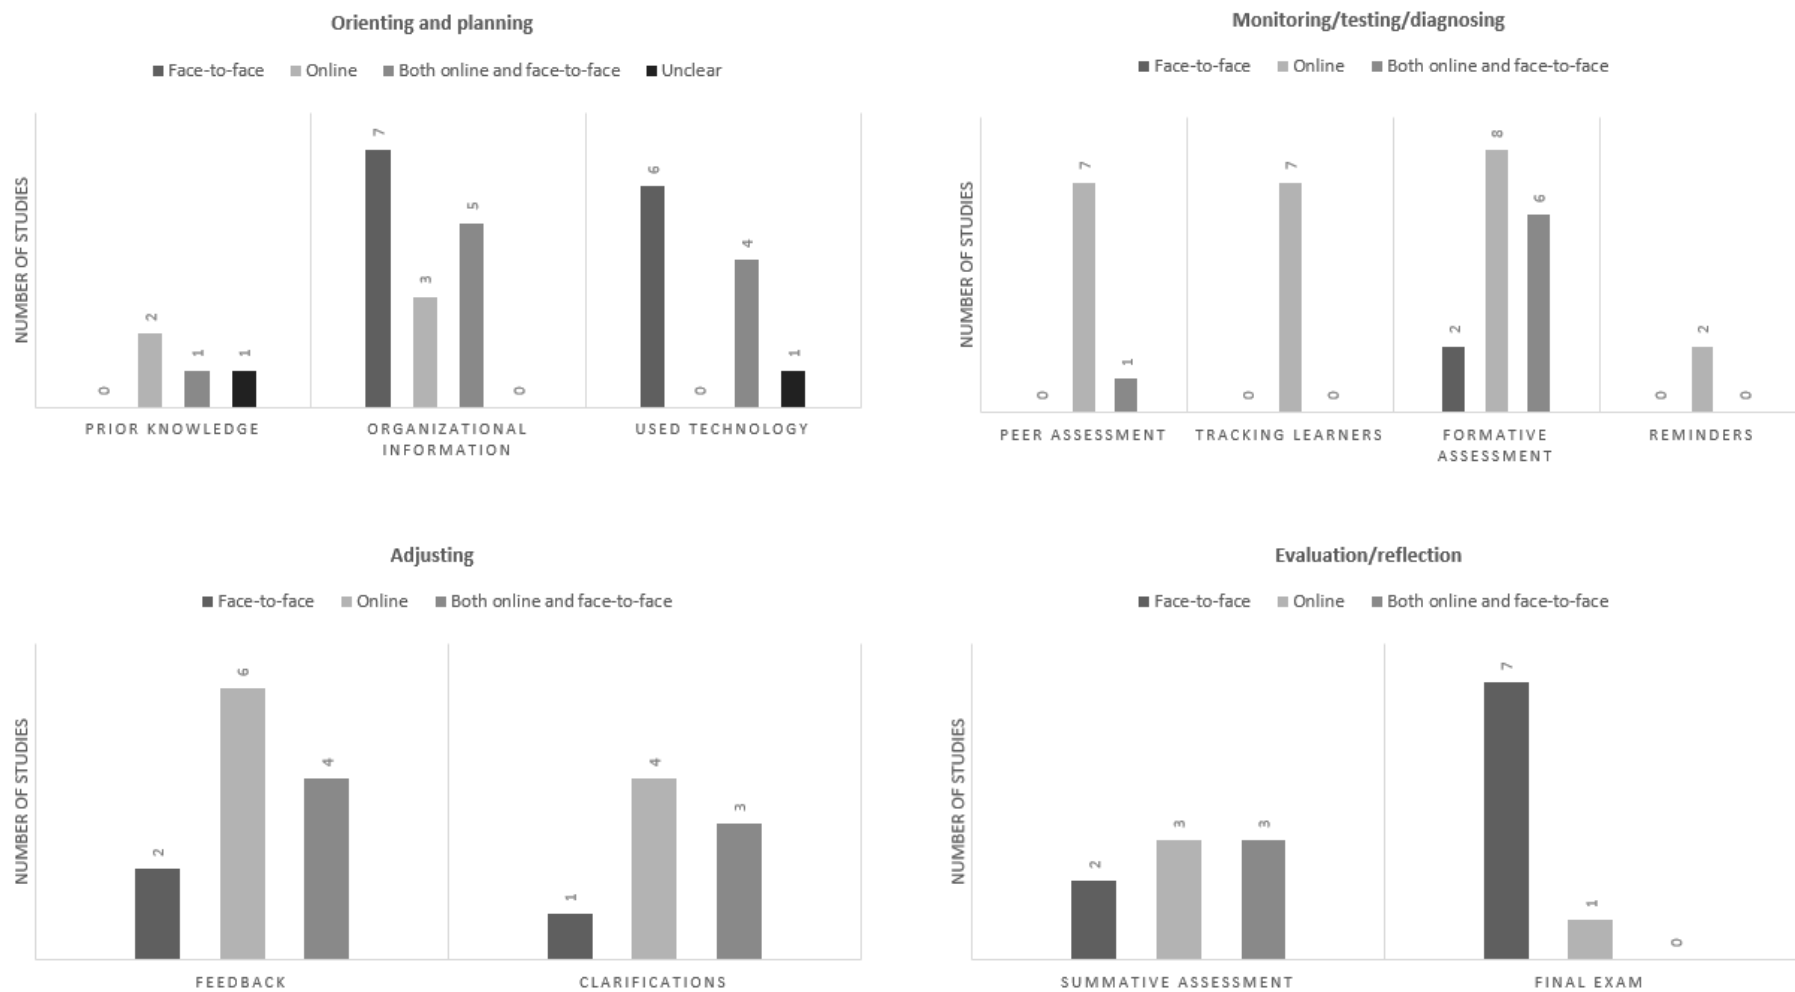 Orienting and planning
Face-to-face Online Both online and face-to-face Unclear
NUMBER OF STUDIES
0 2 1 1
7 3 5 0
6 0 4 1
PRIOR KNOWLEDGE
ORGANIZATIONAL
INFORMATION
USED TECHNOLOGY
Monitoring/testing/diagnosing
Face-to-face Online Both online and face-to-face
NUMBER OF STUDIES
0 7 1
0 7 0
2 8 6
0 2 0
PEER ASSESSMENT
TRACKING LEARNERS
FORMATIVE
ASSESSMENT
REMINDERS
Adjusting
Face-to-face Online Both online and face-to-face
NUMBER OF STUDIES
2 6 4
1 4 3
FEEDBACK
CLARIFICATIONS
Evaluation/reflection
Face-to-face Online Both online and face-to-face
NUMBER OF STUDIES
2 3 3
7 1 0
SUMMATIVE ASSESSMENT
FINAL EXAM